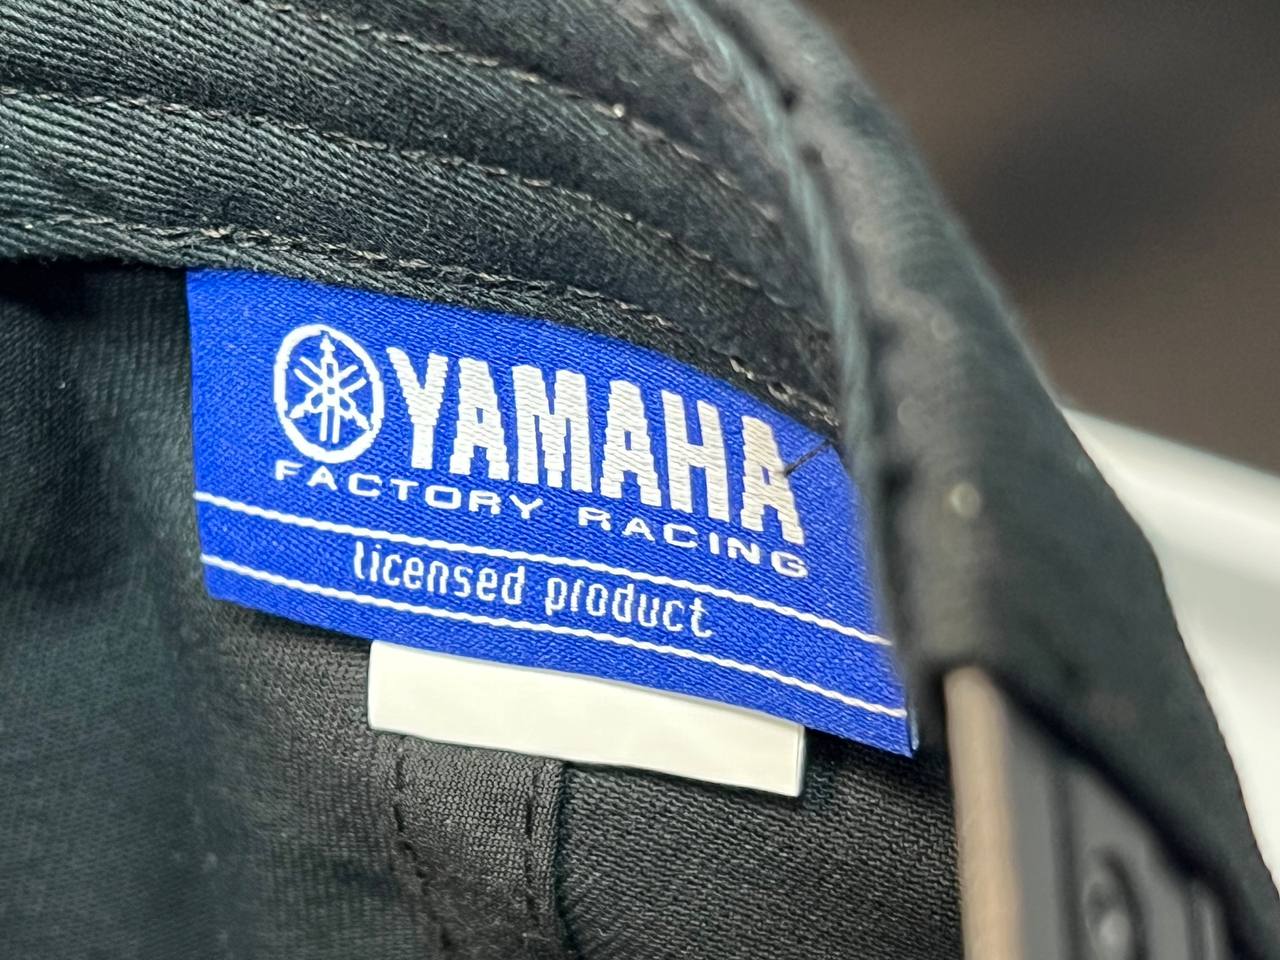 YAMAHA
FACTORY RACING
licensed product